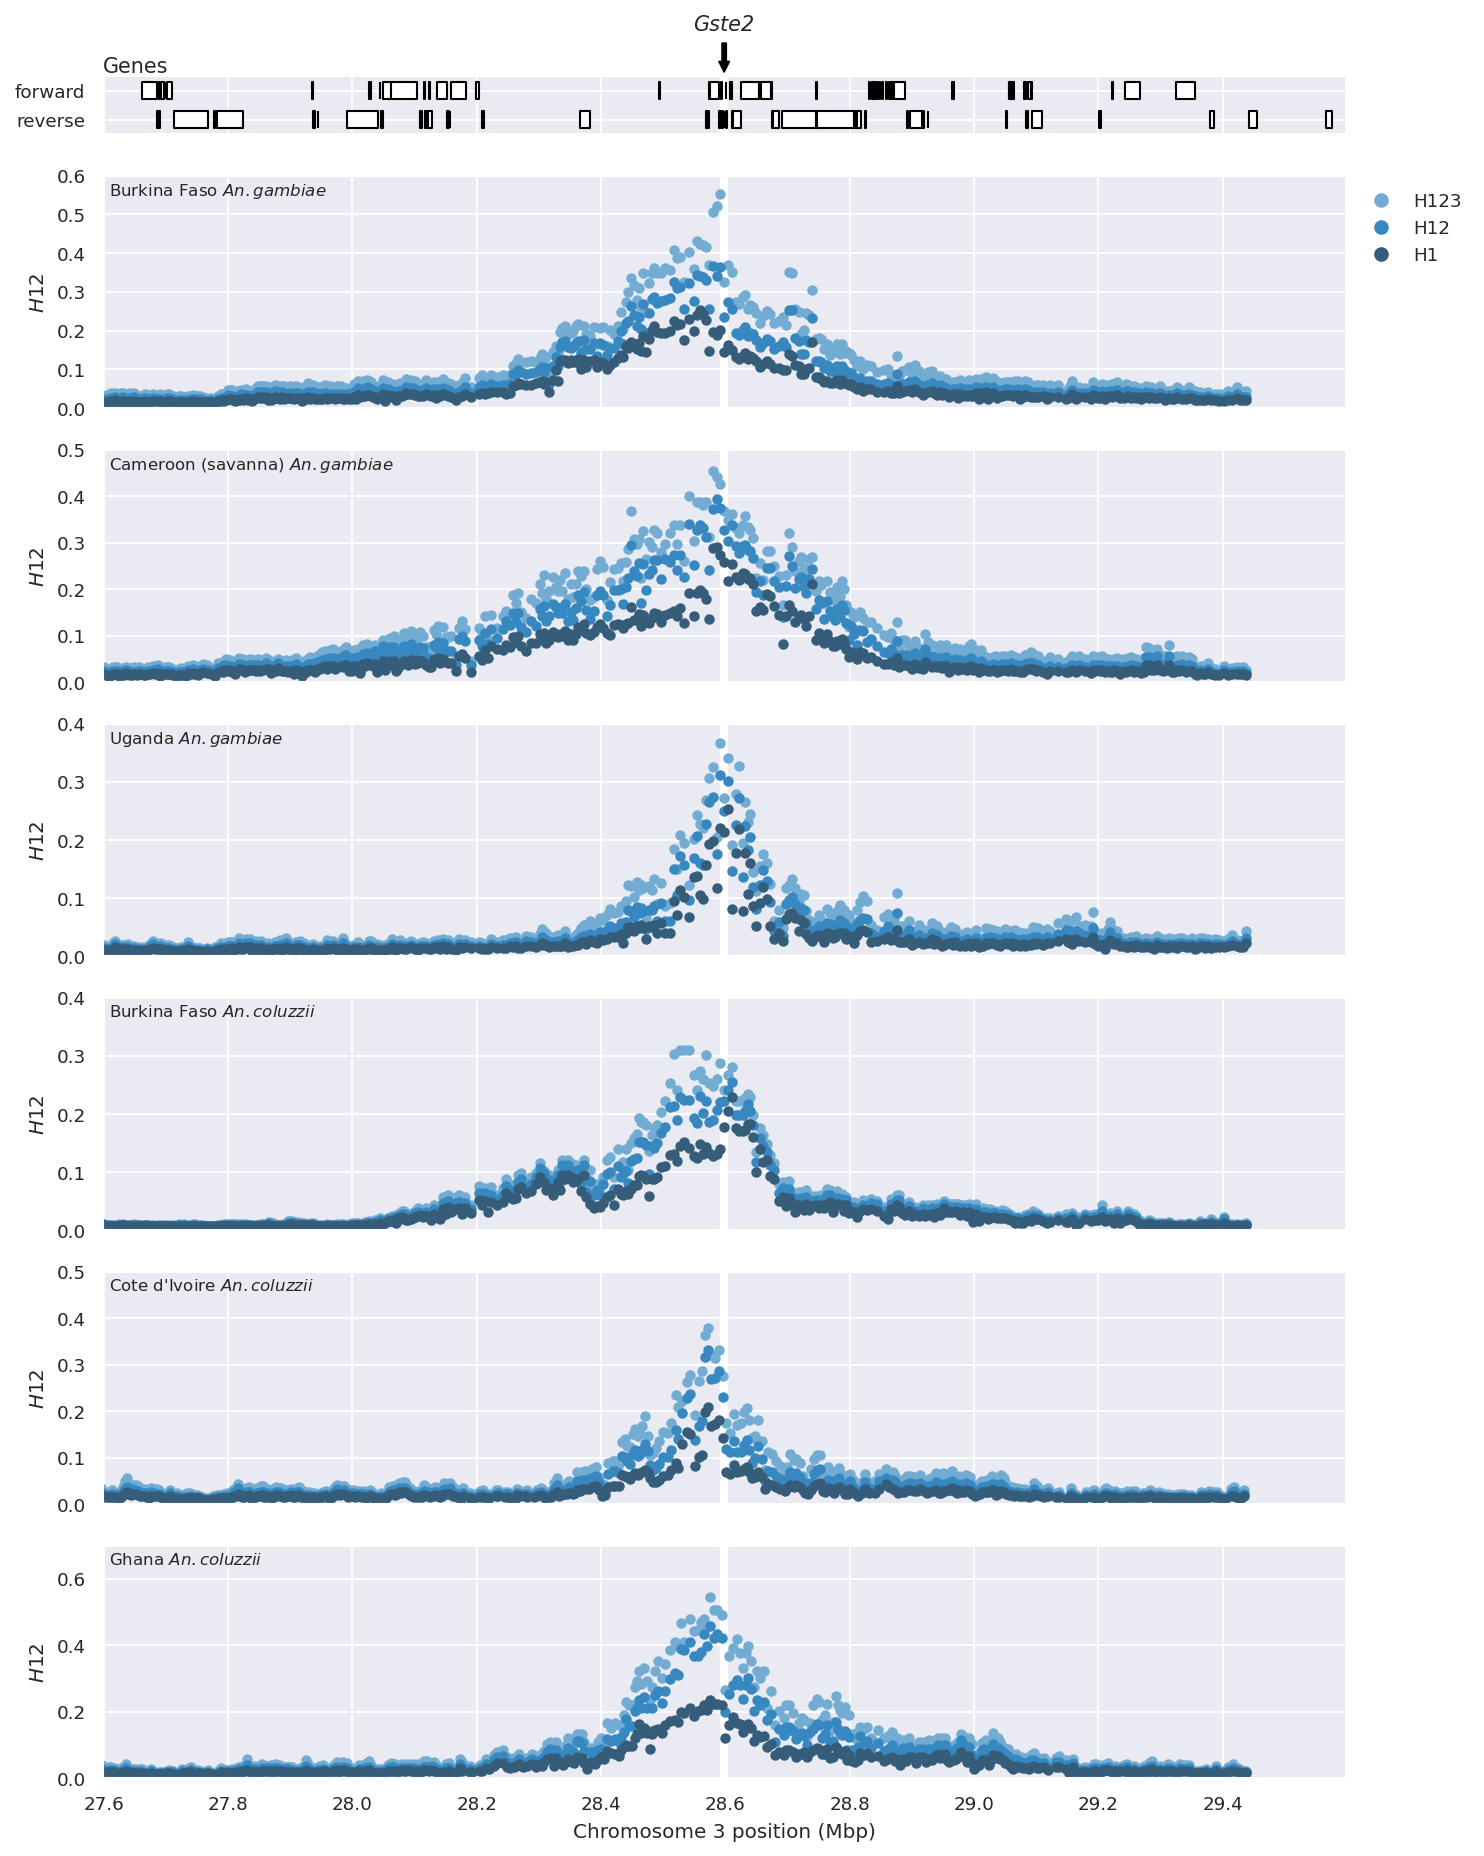 Gste2
Genes
forward
reverse
Burkina Faso An.gambiae
H123
H12
H1
H12
0.6
0.5
0.4
0.3
0.2
0.1
0.0
Cameroon (savanna) An.gambiae
H12
0.5
0.4
0.3
0.2
0.1
0.0
Uganda An.gambiae
H12
0.4
0.3
0.2
0.1
0.0
Burkina Faso An.coluzzii
H12
0.4
0.3
0.2
0.1
0.0
Cote d'Ivoire An.coluzzii
H12
0.5
0.4
0.3
0.2
0.1
0.0
Ghana An.coluzzii
H12
0.6
0.4
0.2
0.0
27.6 27.8 28.0 28.2 28.4 28.6 28.8 29.0 29.2 29.4
Chromosome 3 position (Mbp)